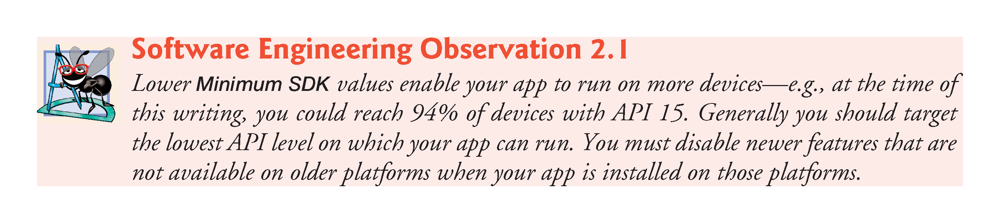 Software Engineering Observation 2.1
Lower Minimum SDK values enable your app to run on more devices—e.g., at the time of
this writing, you could reach 94% of devices with API 15. Generally you should target
the lowest API level on which your app can run. You must disable newer features that are
not available on older platforms when your app is installed on those platforms.